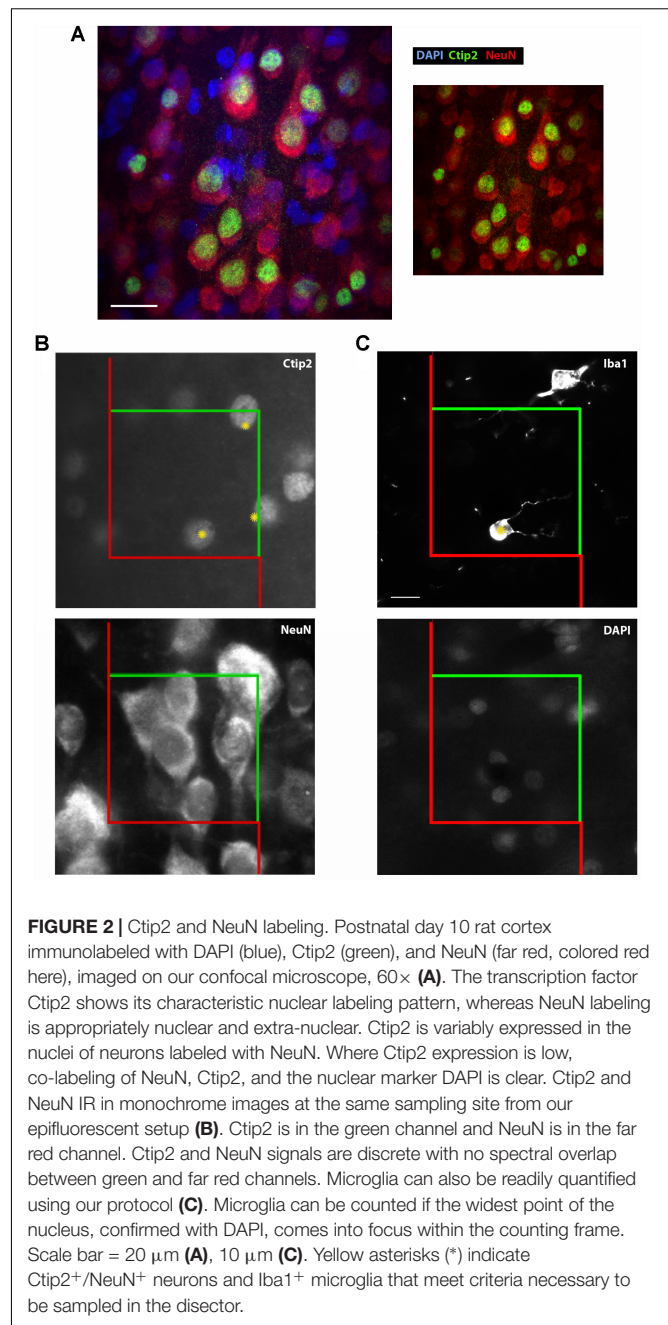 A
DAPI Ctip2 NeuN
B
Ctip2
C
Iba1
NeuN
DAPI
FIGURE 2 | Ctip2 and NeuN labeling. Postnatal day 10 rat cortex
immunolabeled with DAPI (blue), Ctip2 (green), and NeuN (far red, colored red
here), imaged on our confocal microscope, 60× (A). The transcription factor
Ctip2 shows its characteristic nuclear labeling pattern, whereas NeuN labeling
is appropriately nuclear and extra-nuclear. Ctip2 is variably expressed in the
nuclei of neurons labeled with NeuN. Where Ctip2 expression is low,
co-labeling of NeuN, Ctip2, and the nuclear marker DAPI is clear. Ctip2 and
NeuN IR in monochrome images at the same sampling site from our
epifluorescent setup (B). Ctip2 is in the green channel and NeuN is in the far
red channel. Ctip2 and NeuN signals are discrete with no spectral overlap
between green and far red channels. Microglia can also be readily quantified
using our protocol (C). Microglia can be counted if the widest point of the
nucleus, confirmed with DAPI, comes into focus within the counting frame.
Scale bar = 20 μm (A), 10 μm (C). Yellow asterisks (*) indicate
Ctip2+/NeuN+ neurons and Iba1+ microglia that meet criteria necessary to
be sampled in the disector.